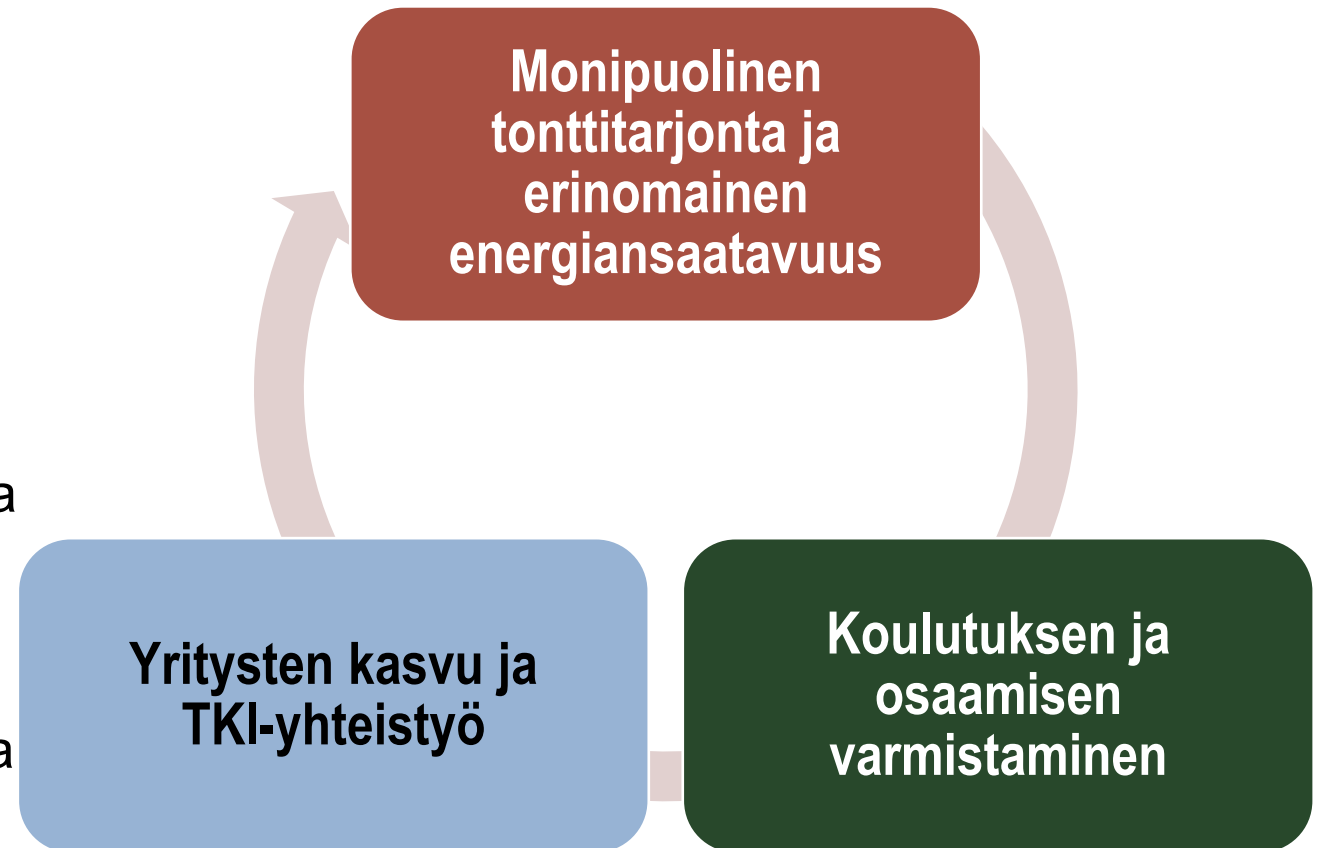 Monipuolinen
tonttitarjonta ja
erinomainen
energiansaatavuus
a
Yritysten kasvu ja
TKI-yhteistyö
a
Koulutuksen ja
osaamisen
varmistaminen